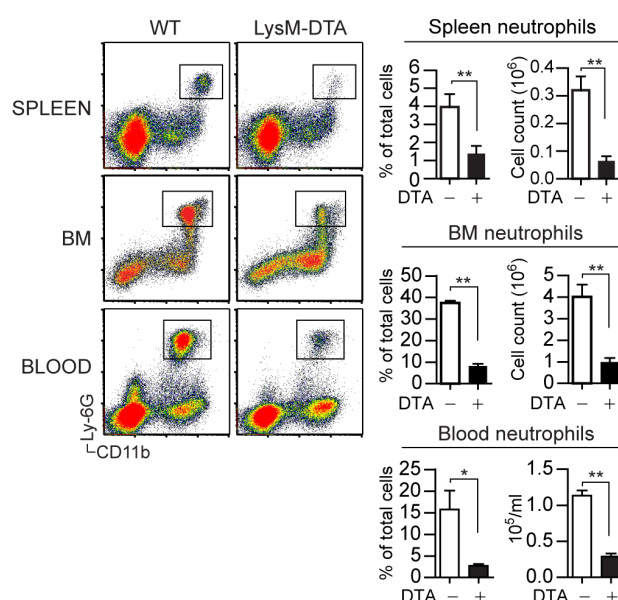 WT LysM-DTA
SPLEEN
BM
BLOOD
Ly-6G
CD11b
Spleen neutrophils
% of total cells
6
5
4
3
2
1
0
**
DTA − +
Cell count (10⁶)
0.4
0.3
0.2
0.1
0.0
**
DTA − +
BM neutrophils
% of total cells
50
40
30
20
10
0
**
DTA − +
Cell count (10⁶)
5
4
3
2
1
0
**
DTA − +
Blood neutrophils
% of total cells
25
20
15
10
5
0
*
DTA − +
10⁵/ml
1.5
1.0
0.5
0.0
**
DTA − +